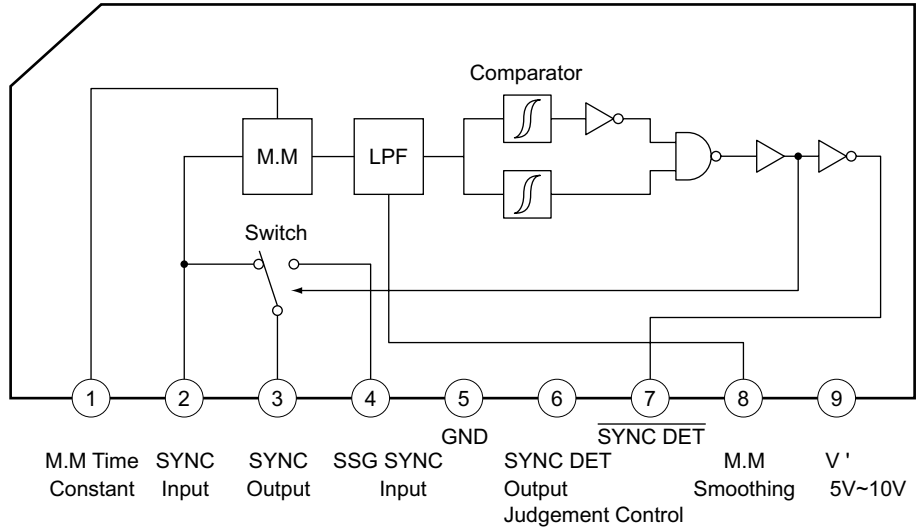 Comparator
M.M
LPF
Switch
1
2
3
4
5
6
7
8
9
GND
SYNC DET
M.M Time
Constant
SYNC
Input
SYNC
Output
SSG SYNC
Input
SYNC DET
Output
Judgement Control
M.M
Smoothing
V '
5V~10V